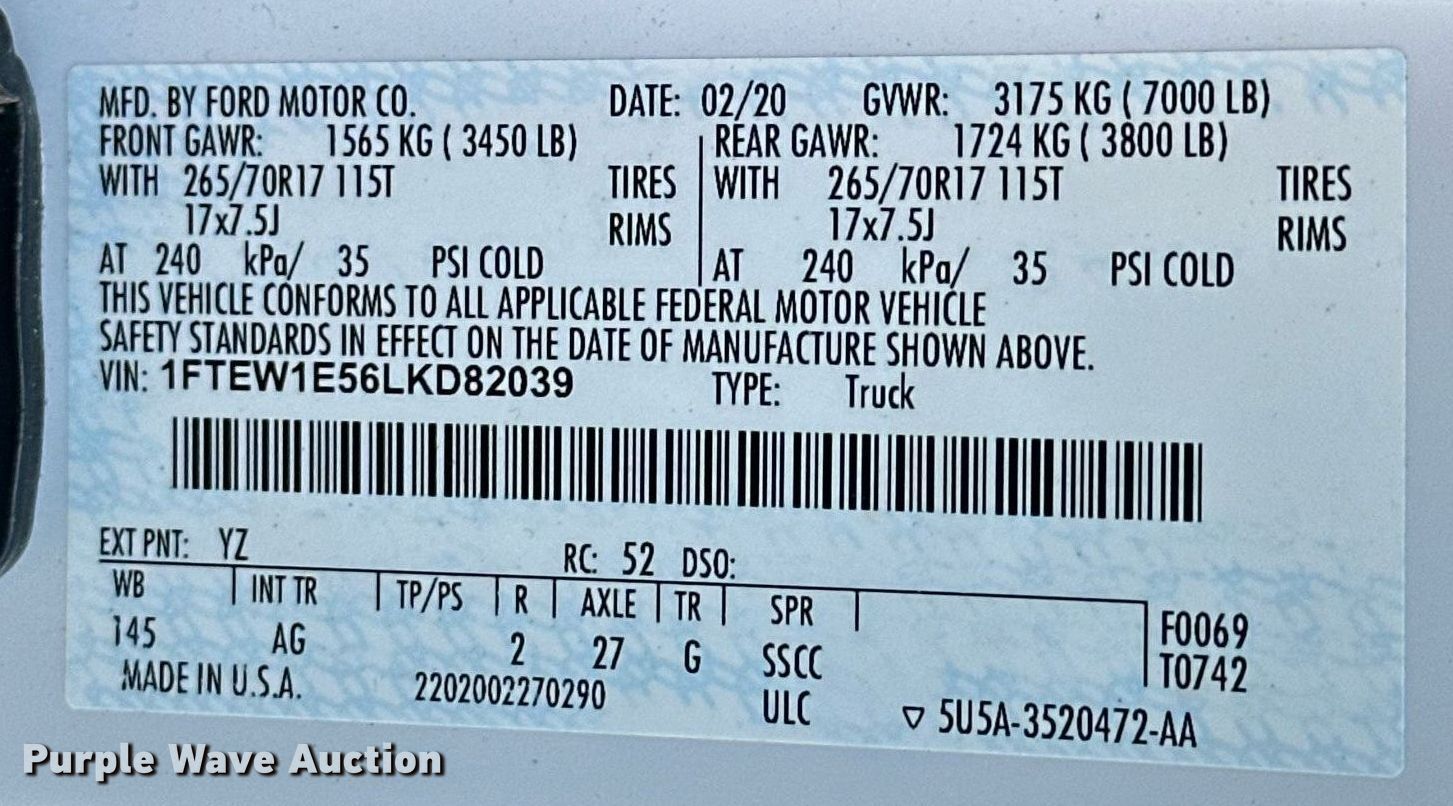 MFD. BY FORD MOTOR CO. DATE: 02/20 GVWR: 3175 KG ( 7000 LB)
FRONT GAWR: 1565 KG ( 3450 LB) REAR GAWR: 1724 KG ( 3800 LB)
WITH 265/70R17 115T TIRES WITH 265/70R17 115T TIRES
17x7.5J RIMS 17x7.5J RIMS
AT 240 kPa/ 35 PSI COLD AT 240 kPa/ 35 PSI COLD
THIS VEHICLE CONFORMS TO ALL APPLICABLE FEDERAL MOTOR VEHICLE
SAFETY STANDARDS IN EFFECT ON THE DATE OF MANUFACTURE SHOWN ABOVE.
VIN: 1FTEW1E56LKD82039 TYPE: Truck
EXT PNT: YZ RC: 52 DSO:
WB INT TR TP/PS R AXLE TR SPR
145 AG 2 27 G SSCC F0069
T0742
MADE IN U.S.A. 2202002270290 ULC ▽ 5U5A-3520472-AA
Purple Wave Auction